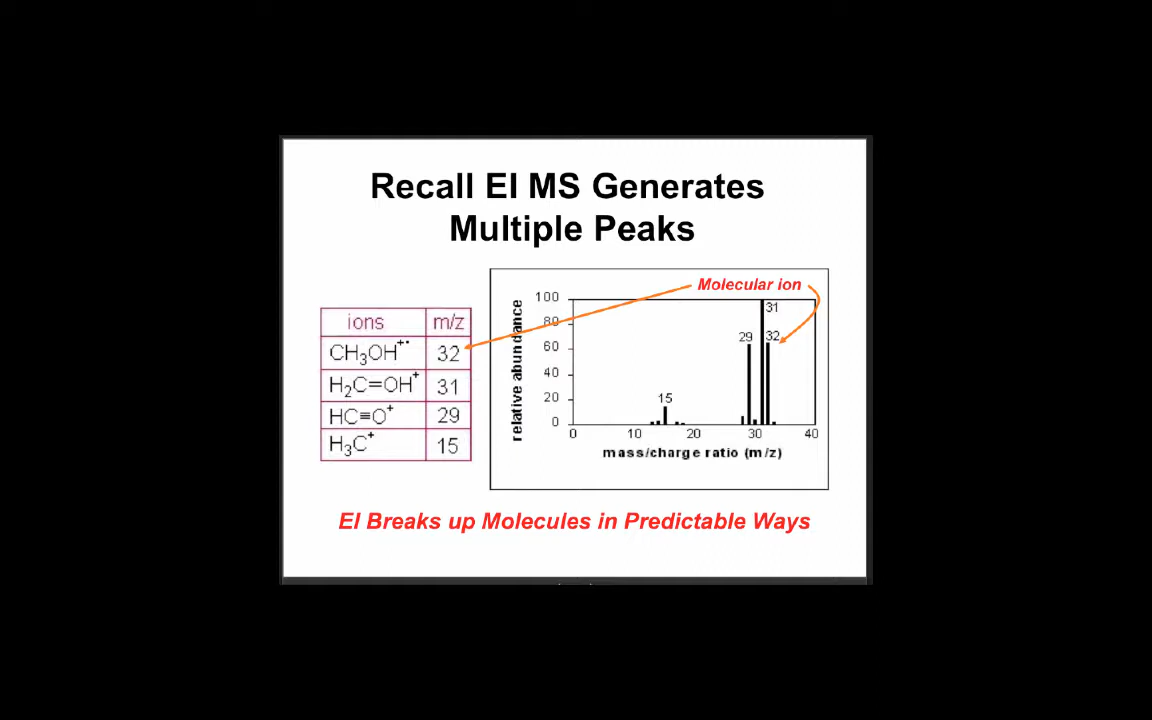 Recall EI MS Generates
Multiple Peaks
ions m/z
CH3OH+• 32
H2C=OH+ 31
HC≡O+ 29
H3C+ 15
Molecular ion
relative abundance
100
80
60
40
20
0
31
32
29
15
0 10 20 30 40
mass/charge ratio (m/z)
EI Breaks up Molecules in Predictable Ways